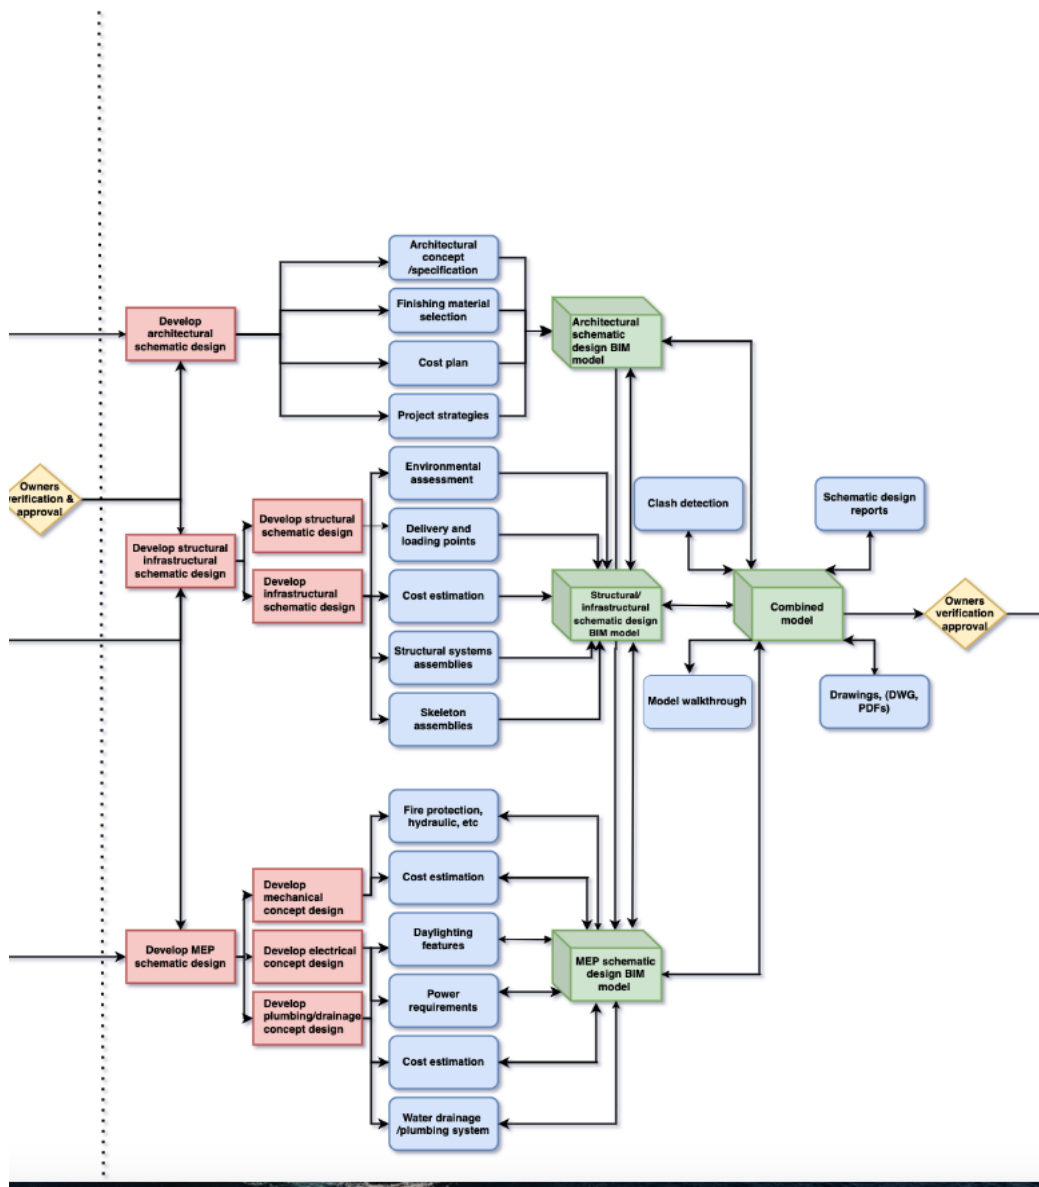 Architectural
concept
/specification
Finishing material
selection
Cost plan
Project strategies
Develop
architectural
schematic design
Architectural
schematic
design BIM
model
Environmental
assessment
Delivery and
loading points
Cost estimation
Structural systems
assemblies
Skeleton
assemblies
Owners
verification &
approval
Develop structural
infrastructural
schematic design
Develop structural
schematic design
Develop
infrastructural
schematic design
Structural/
infrastructural
schematic design
BIM model
Clash detection
Schematic design
reports
Combined
model
Model walkthrough
Drawings, (DWG,
PDFs)
Owners
verification
approval
Fire protection,
hydraulic, etc
Cost estimation
Daylighting
features
Power
requirements
Cost estimation
Water drainage
/plumbing system
Develop MEP
schematic design
Develop
mechanical
concept design
Develop electrical
concept design
Develop
plumbing/drainage
concept design
MEP schematic
design BIM
model